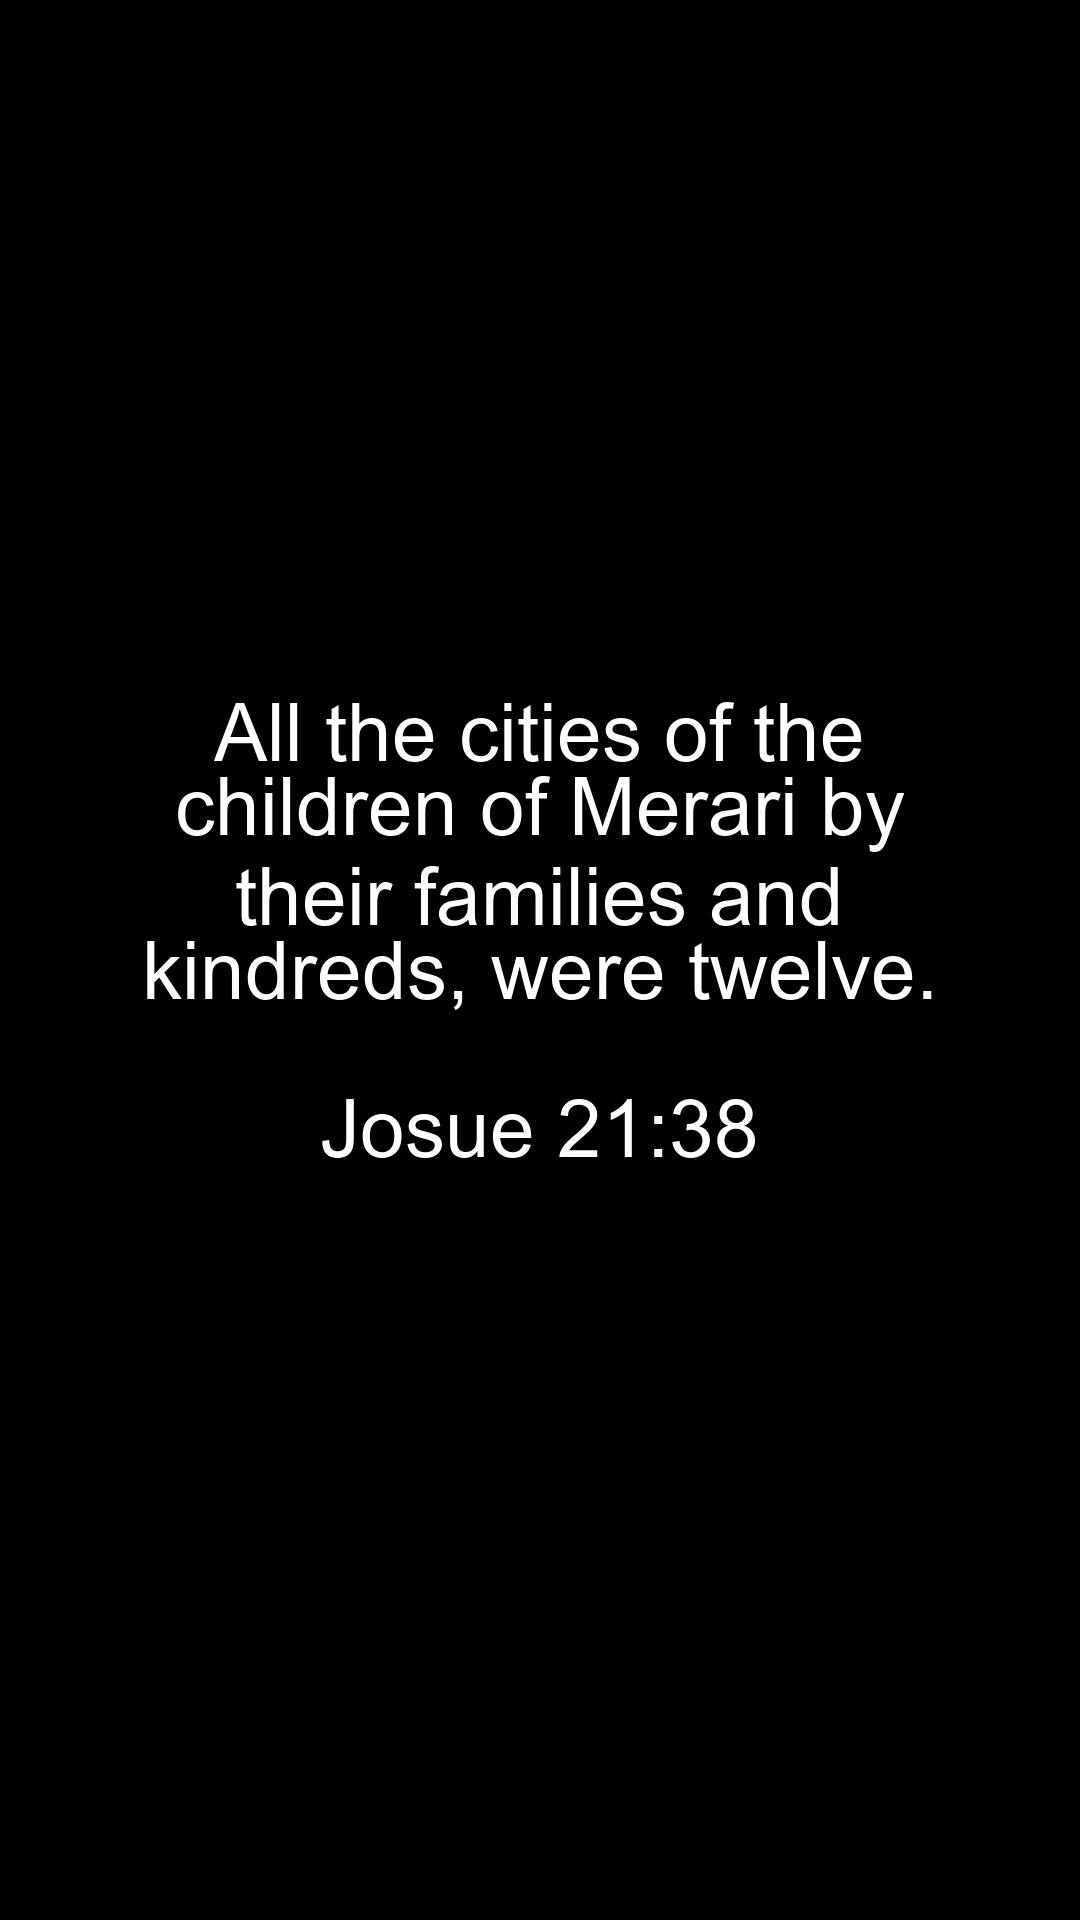 All the cities of the
children of Merari by
their families and
kindreds, were twelve.
Josue 21:38